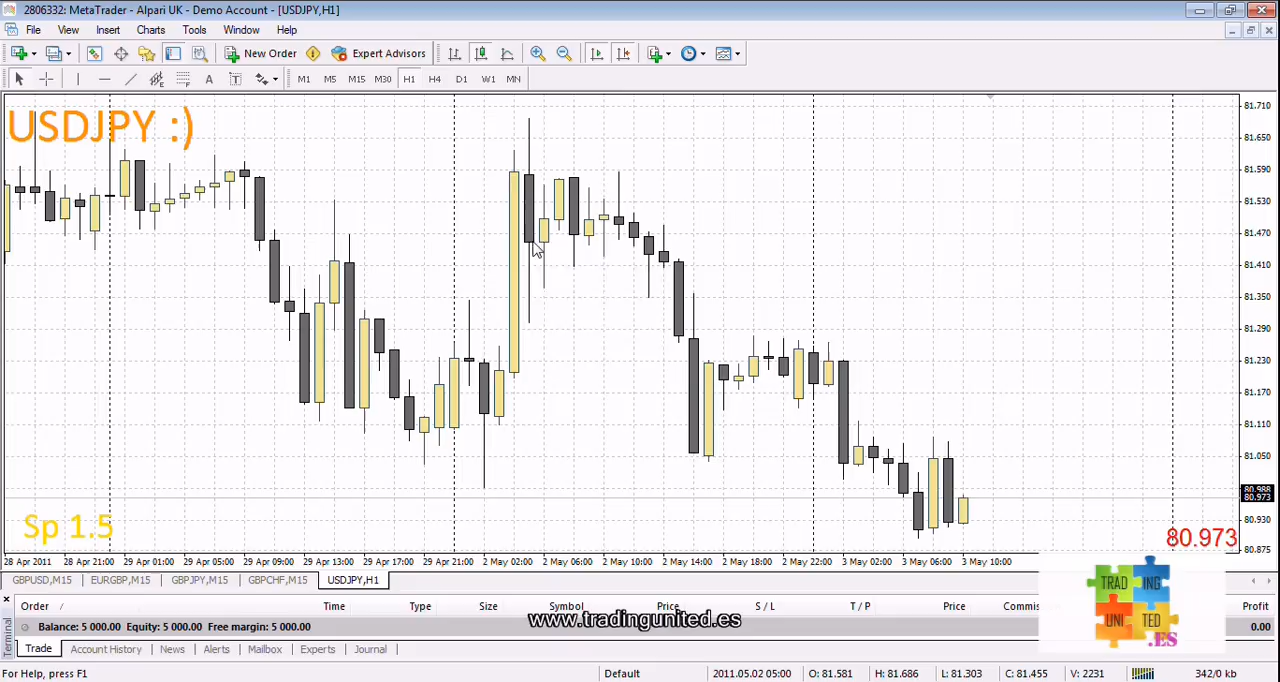 2806332: MetaTrader - Alpari UK - Demo Account - [USDJPY,H1]
File View Insert Charts Tools Window Help
New Order Expert Advisors
A T M1 M5 M15 M30 H1 H4 D1 W1 MN
USDJPY :)
81.710
81.650
81.590
81.530
81.470
81.410
81.350
81.290
81.230
81.170
81.110
81.050
80.988
80.973
80.930
80.875
Sp 1.5
80.973
28 Apr 2011 28 Apr 21:00 29 Apr 01:00 29 Apr 05:00 29 Apr 09:00 29 Apr 13:00 29 Apr 17:00 29 Apr 21:00 2 May 02:00 2 May 06:00 2 May 10:00 2 May 14:00 2 May 18:00 2 May 22:00 3 May 02:00 3 May 06:00 3 May 10:00
GBPUSD,M15 EURGBP,M15 GBPJPY,M15 GBPCHF,M15 USDJPY,H1
TRAD ING
UNI TED
.ES
Order / Time Type Size Symbol Price S / L T / P Price Commis Profit
Balance: 5 000.00 Equity: 5 000.00 Free margin: 5 000.00 0.00
www.tradingunited.es
Terminal
Trade Account History News Alerts Mailbox Experts Journal
For Help, press F1 Default 2011.05.02 05:00 O: 81.581 H: 81.686 L: 81.303 C: 81.455 V: 2231 342/0 kb